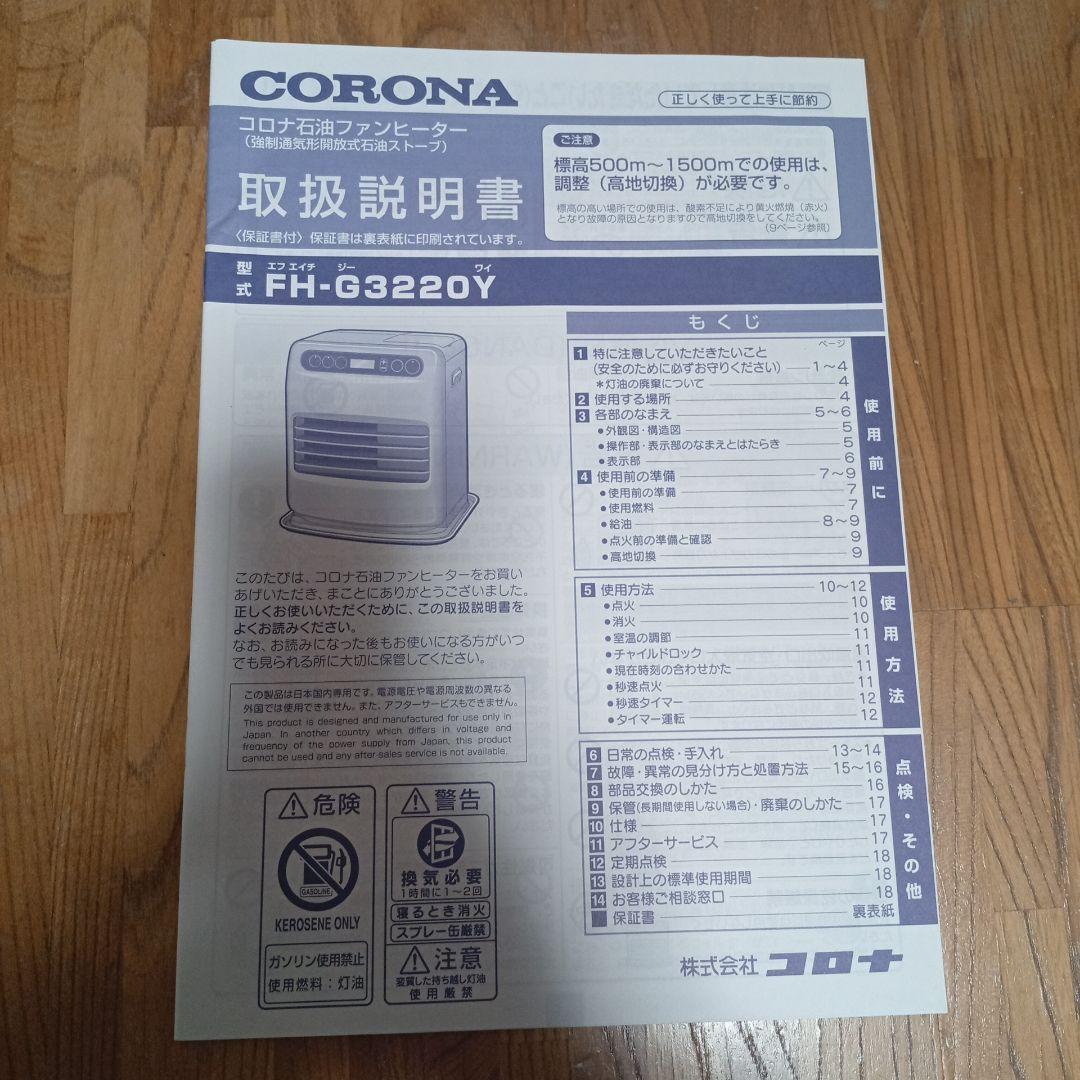 CORONA
正しく使って上手に節約
コロナ石油ファンヒーター
(強制通気形開放式石油ストーブ)
取扱説明書
〈保証書付〉保証書は裏表紙に印刷されています。
ご注意
標高500m〜1500mでの使用は、
調整(高地切換)が必要です。
標高の高い場所での使用は、酸素不足により黄火燃焼(赤火)
となり故障の原因となりますので高地切換をしてください。
(9ページ参照)
型式 エフ エイチ ジー ワイ
FH-G3220Y
もくじ
ページ
1 特に注意していただきたいこと
(安全のために必ずお守りください) 1〜4
*灯油の廃棄について 4
2 使用する場所 4
3 各部のなまえ 5〜6
●外観図・構造図 5
●操作部・表示部のなまえとはたらき 5
●表示部 6
4 使用前の準備 7〜9
●使用前の準備 7
●使用燃料 7
●給油 8〜9
●点火前の準備と確認 9
●高地切換 9
使用前に
5 使用方法 10〜12
●点火 10
●消火 10
●室温の調節 11
●チャイルドロック 11
●現在時刻の合わせかた 11
●秒速点火 11
●秒速タイマー 12
●タイマー運転 12
使用方法
6 日常の点検・手入れ 13〜14
7 故障・異常の見分け方と処置方法 15〜16
8 部品交換のしかた 16
9 保管(長期間使用しない場合)・廃棄のしかた 17
10 仕様 17
11 アフターサービス 17
12 定期点検 18
13 設計上の標準使用期間 18
14 お客様ご相談窓口 18
保証書 裏表紙
点検・その他
このたびは、コロナ石油ファンヒーターをお買い
あげいただき、まことにありがとうございました。
正しくお使いいただくために、この取扱説明書を
よくお読みください。
なお、お読みになった後もお使いになる方がいつ
でも見られる所に大切に保管してください。
この製品は日本国内専用です。電源電圧や電源周波数の異なる
外国では使用できません。また、アフターサービスもできません。
This product is designed and manufactured for use only in
Japan. In another country which differs in voltage and
frequency of the power supply from Japan, this product
cannot be used and any after sales service is not available.
危険
GASOLINE
KEROSENE ONLY
ガソリン使用禁止
使用燃料:灯油
警告
換気必要
1時間に1〜2回
寝るとき消火
スプレー缶厳禁
注意
変質した持ち越し灯油
使用厳禁
株式会社 コロナ